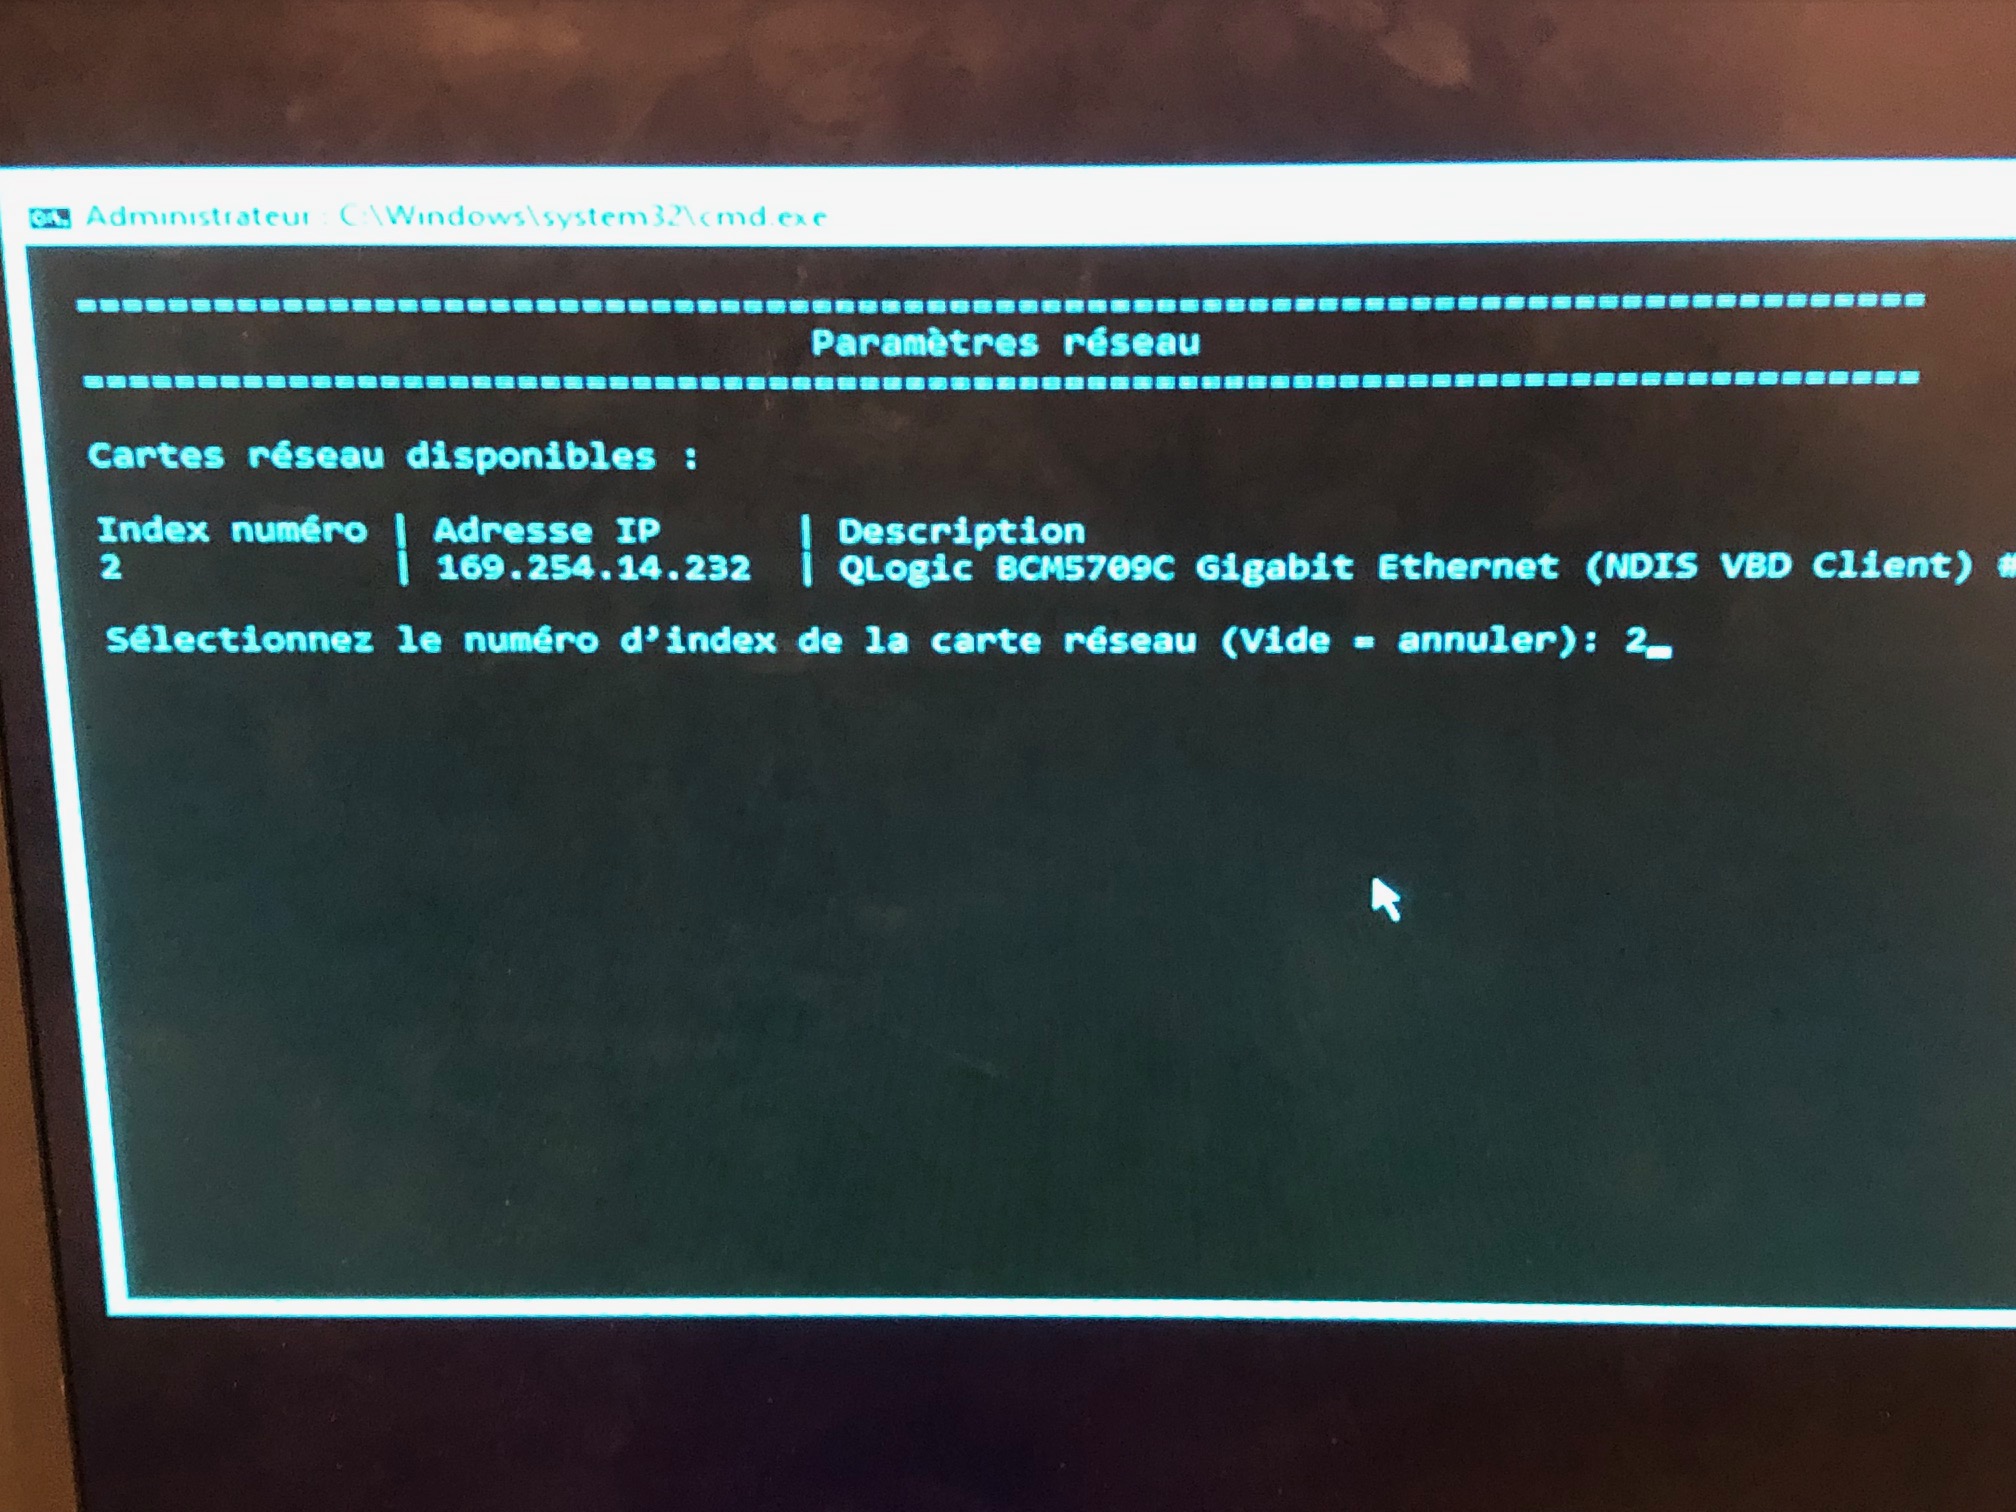 Administrateur : C:\Windows\system32\cmd.exe
===============================================================================
Paramètres réseau
===============================================================================
Cartes réseau disponibles :
Index numéro | Adresse IP | Description
2 | 169.254.14.232 | QLogic BCM5709C Gigabit Ethernet (NDIS VBD Client) #
Sélectionnez le numéro d'index de la carte réseau (Vide = annuler): 2_